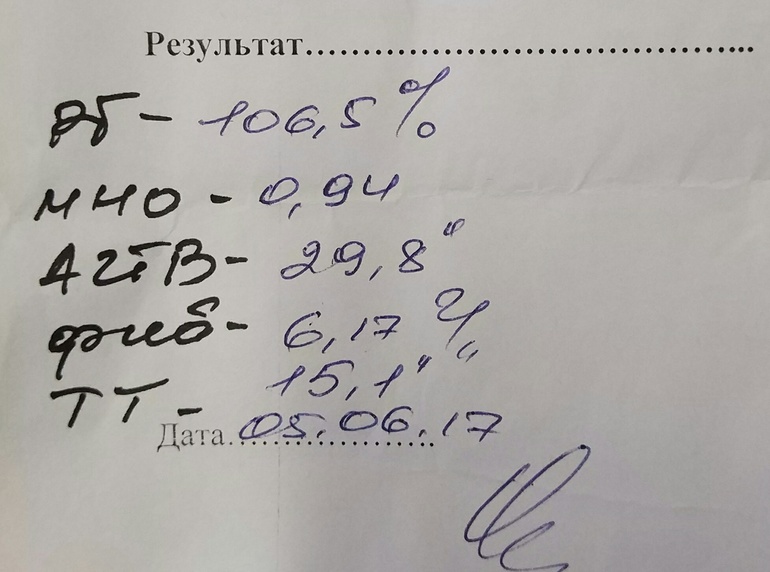 Результат........................................
ПТ - 106,5 %
МНО - 0,94
АЧТВ - 29,8"
фиб - 6,17 г/л
ТТ - 15,1"
Дата..05.06.17